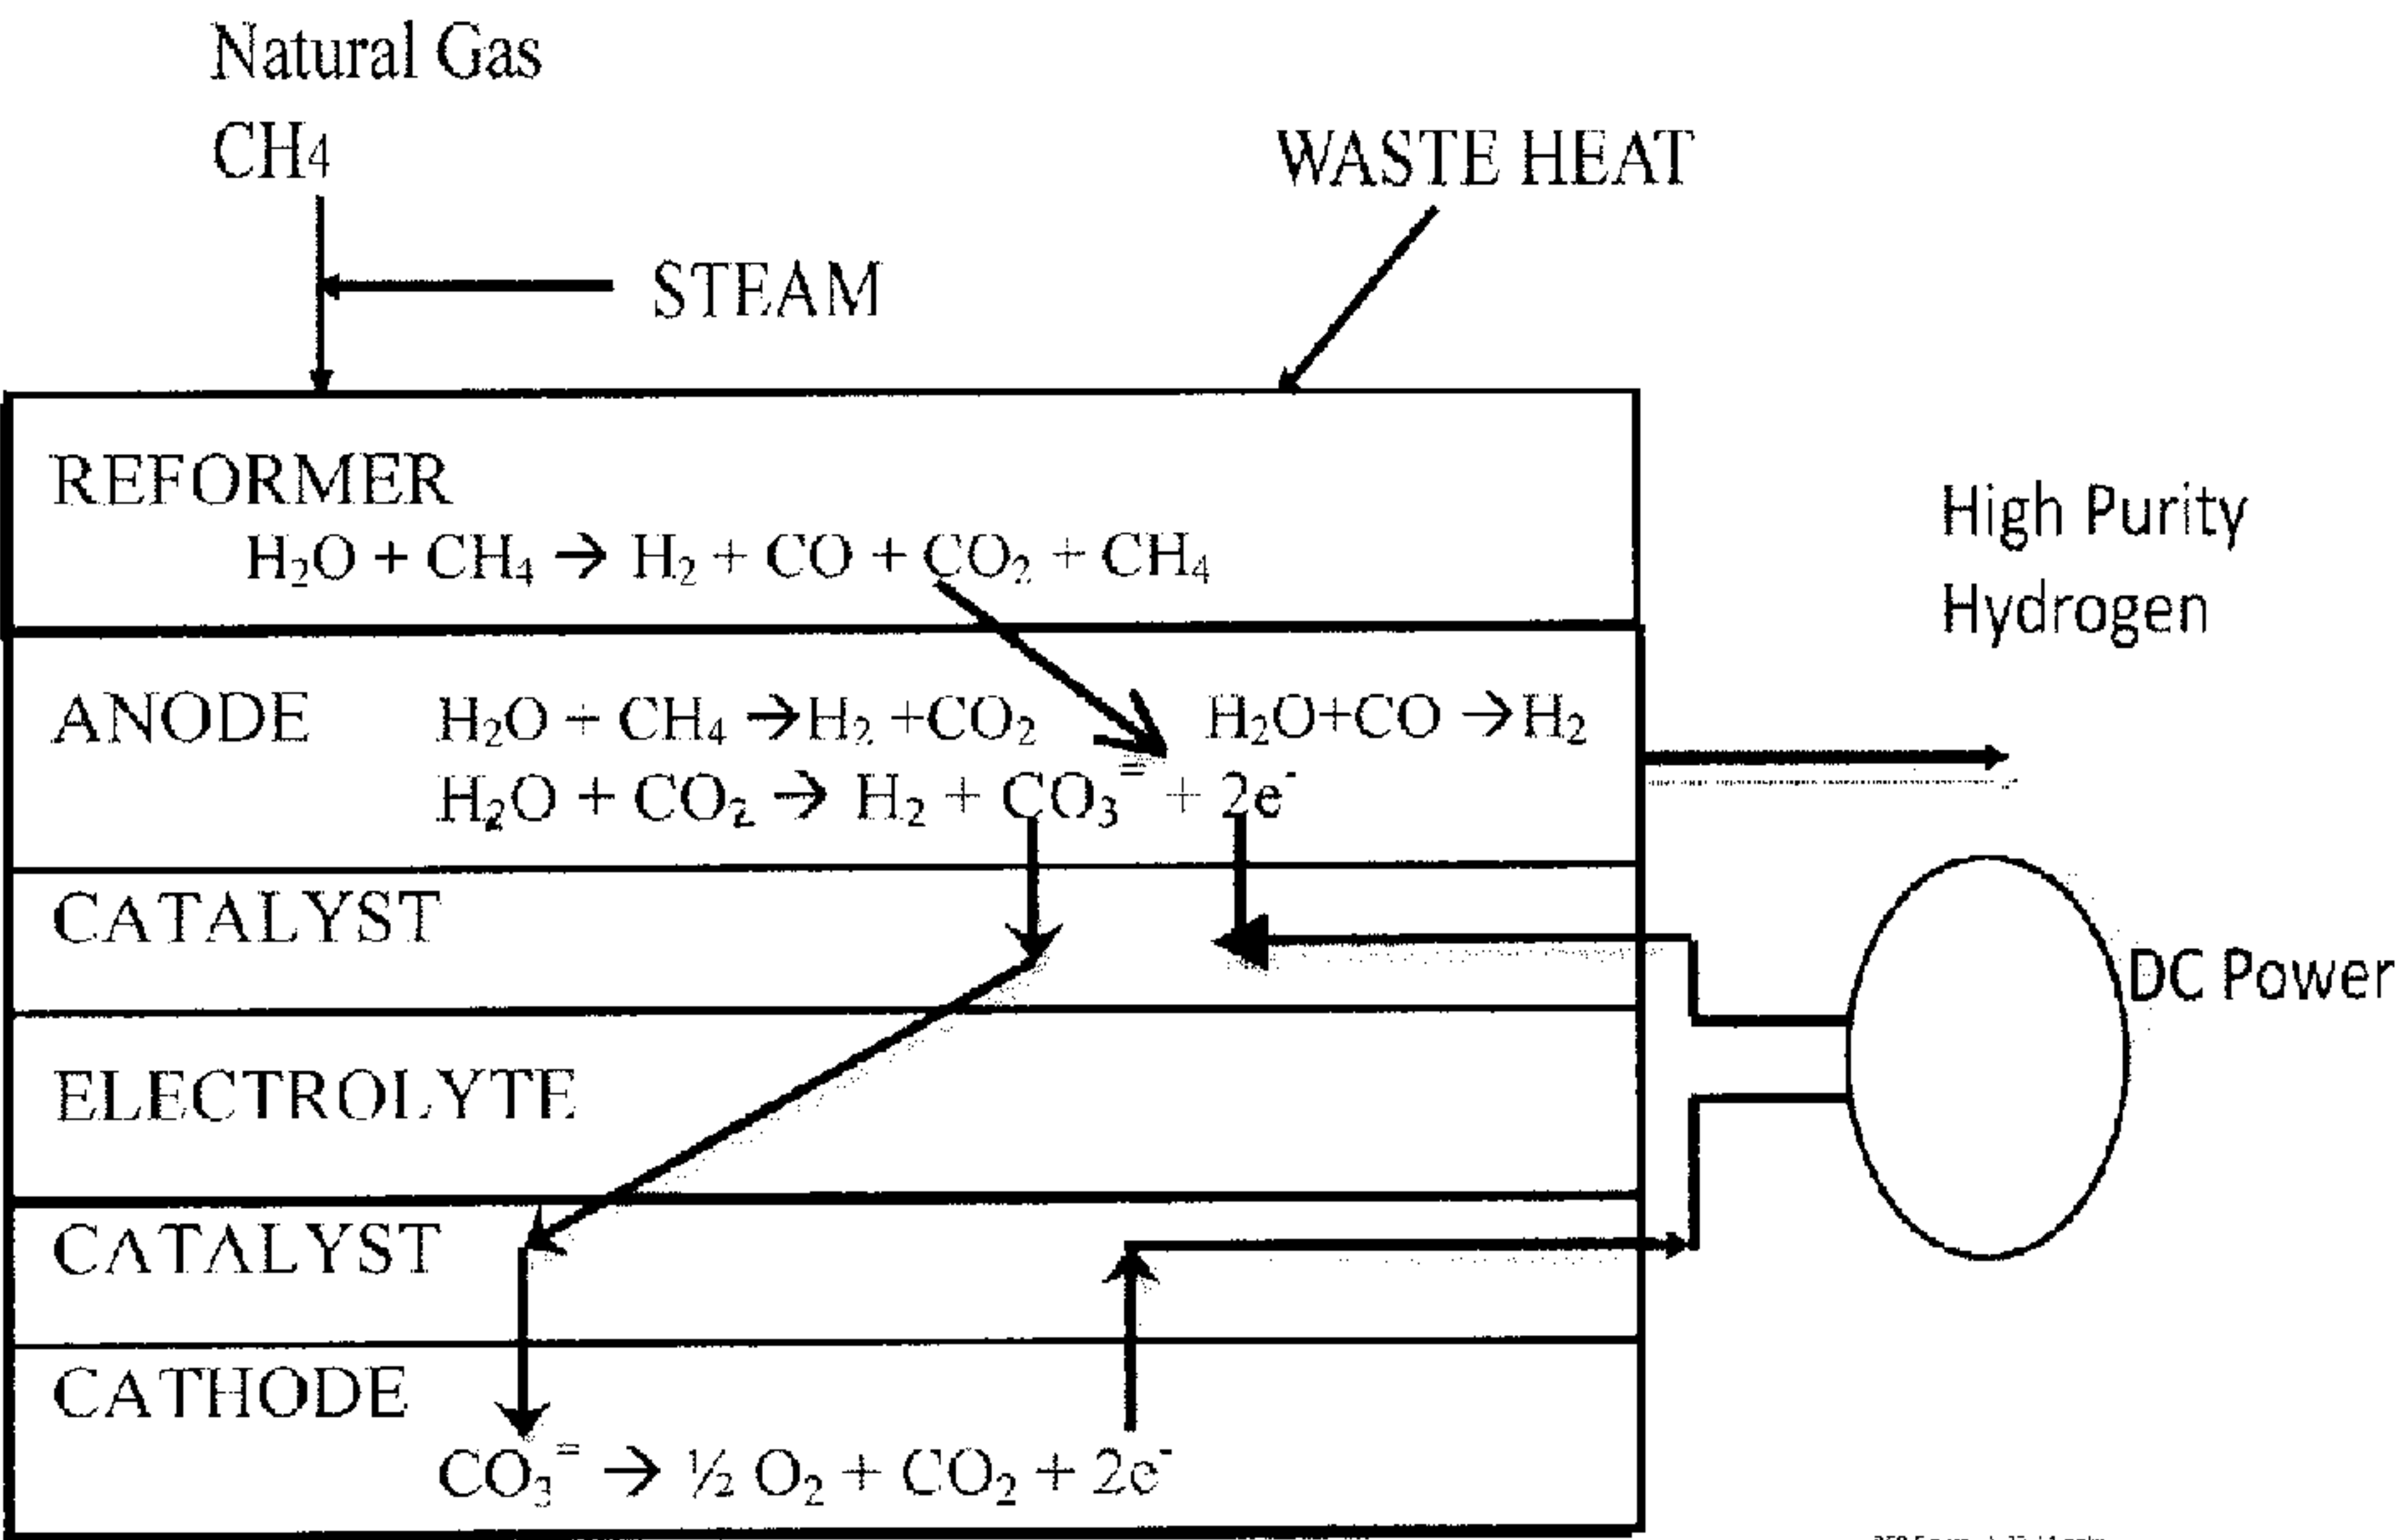 Natural Gas
CH4
WASTE HEAT
STEAM
REFORMER
H₂O + CH₄ → H₂ + CO + CO₂ + CH₄
High Purity
Hydrogen
ANODE H₂O + CH₄ → H₂ + CO₂ H₂O+CO → H₂
H₂O + CO₂ → H₂ + CO₃⁼ + 2e⁻
CATALYST
DC Power
ELECTROLYTE
CATALYST
CATHODE
CO₃⁼ → ½ O₂ + CO₂ + 2e⁻